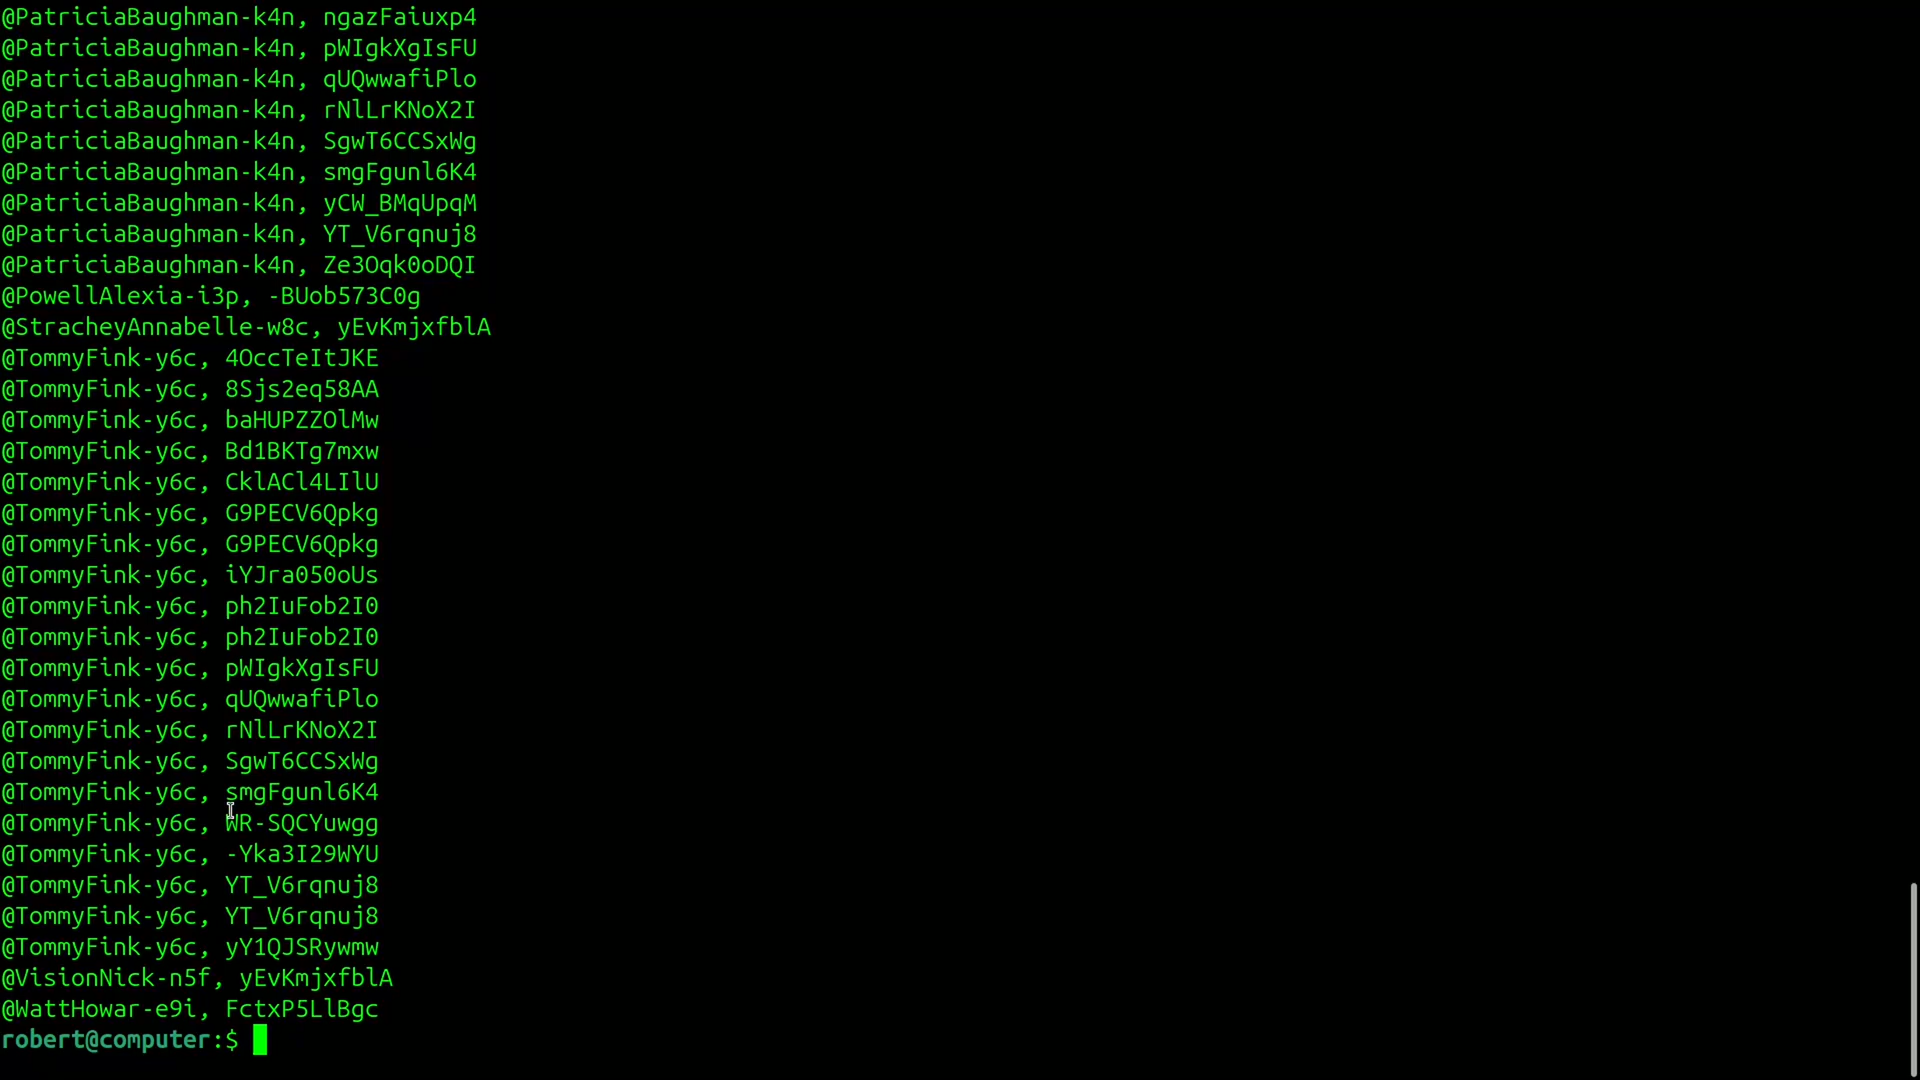 @PatriciaBaughman-k4n, ngazFaiuxp4
@PatriciaBaughman-k4n, pWIgkXgIsFU
@PatriciaBaughman-k4n, qUQwwafiPlo
@PatriciaBaughman-k4n, rNlLrKNoX2I
@PatriciaBaughman-k4n, SgwT6CCSxWg
@PatriciaBaughman-k4n, smgFgunl6K4
@PatriciaBaughman-k4n, yCW_BMqUpqM
@PatriciaBaughman-k4n, YT_V6rqnuj8
@PatriciaBaughman-k4n, Ze3Oqk0oDQI
@PowellAlexia-i3p, -BUob573C0g
@StracheyAnnabelle-w8c, yEvKmjxfblA
@TommyFink-y6c, 4OccTeItJKE
@TommyFink-y6c, 8Sjs2eq58AA
@TommyFink-y6c, baHUPZZOlMw
@TommyFink-y6c, Bd1BKTg7mxw
@TommyFink-y6c, CklACl4LIlU
@TommyFink-y6c, G9PECV6Qpkg
@TommyFink-y6c, G9PECV6Qpkg
@TommyFink-y6c, iYJra050oUs
@TommyFink-y6c, ph2IuFob2I0
@TommyFink-y6c, ph2IuFob2I0
@TommyFink-y6c, pWIgkXgIsFU
@TommyFink-y6c, qUQwwafiPlo
@TommyFink-y6c, rNlLrKNoX2I
@TommyFink-y6c, SgwT6CCSxWg
@TommyFink-y6c, smgFgunl6K4
@TommyFink-y6c, WR-SQCYuwgg
@TommyFink-y6c, -Yka3I29WYU
@TommyFink-y6c, YT_V6rqnuj8
@TommyFink-y6c, YT_V6rqnuj8
@TommyFink-y6c, yY1QJSRywmw
@VisionNick-n5f, yEvKmjxfblA
@WattHowar-e9i, FctxP5LlBgc
robert@computer:$